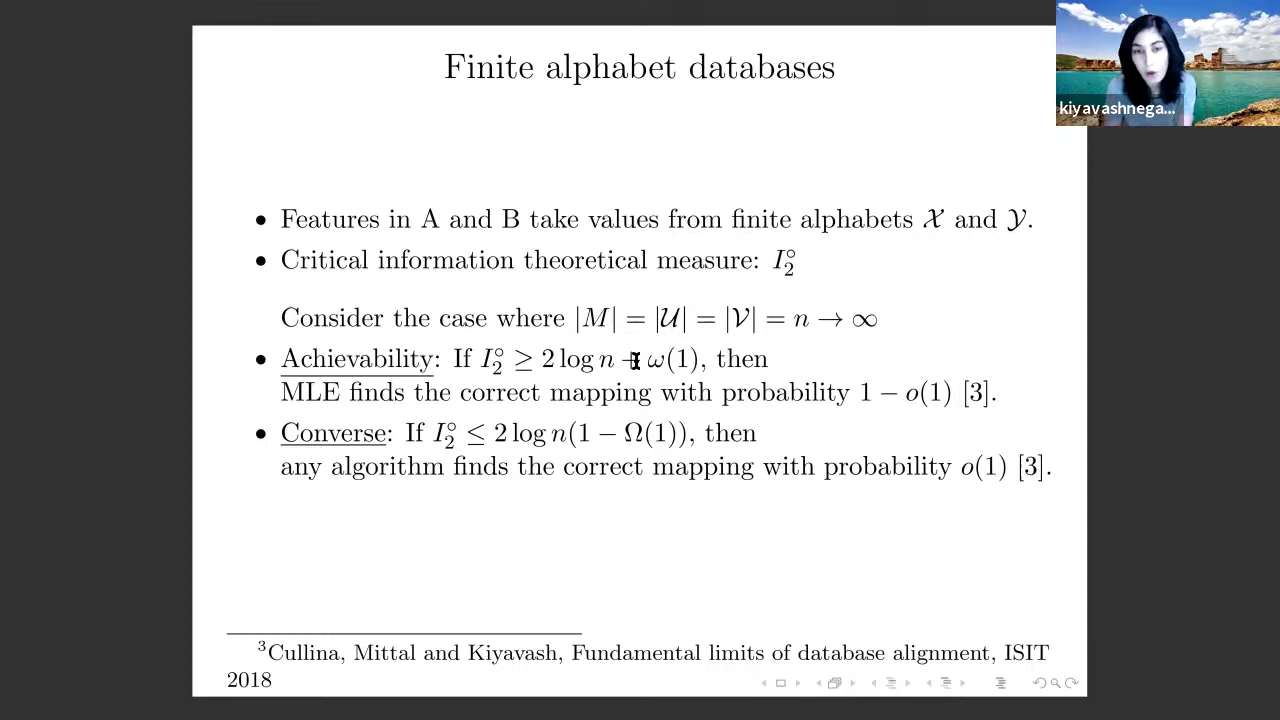 Finite alphabet databases
kiyavashnega...
• Features in A and B take values from finite alphabets 𝒳 and 𝒴.
• Critical information theoretical measure: I₂°
Consider the case where |M| = |𝒰| = |𝒱| = n → ∞
• Achievability: If I₂° ≥ 2 log n + ω(1), then
MLE finds the correct mapping with probability 1 − o(1) [3].
• Converse: If I₂° ≤ 2 log n(1 − Ω(1)), then
any algorithm finds the correct mapping with probability o(1) [3].
³Cullina, Mittal and Kiyavash, Fundamental limits of database alignment, ISIT
2018